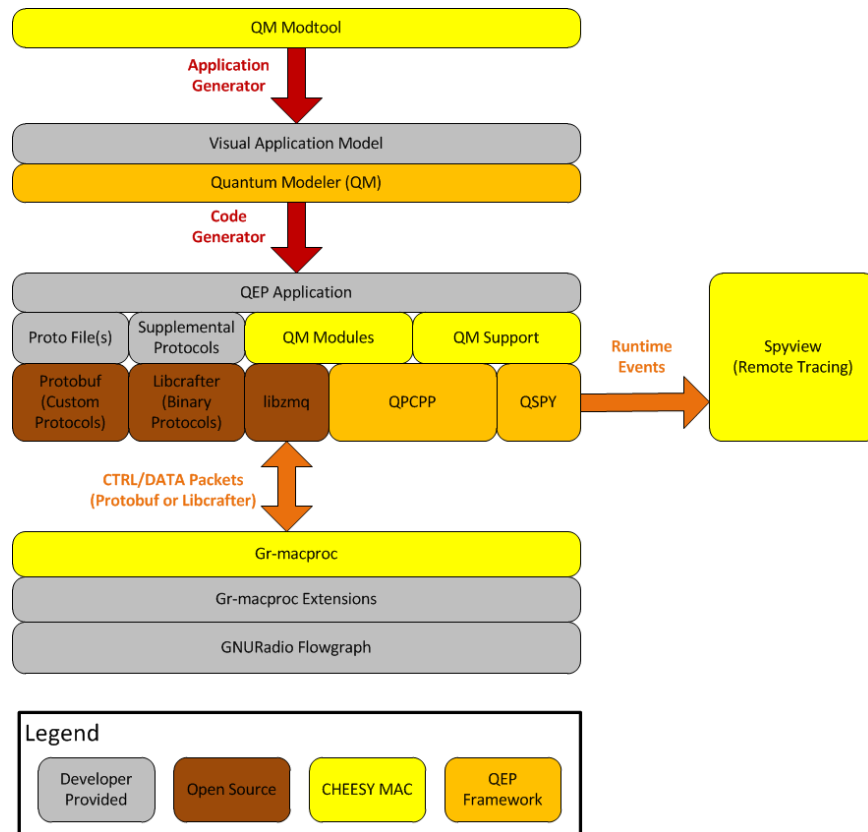 QM Modtool
Application
Generator
Visual Application Model
Quantum Modeler (QM)
Code
Generator
QEP Application
Proto File(s)
Supplemental
Protocols
QM Modules
QM Support
Protobuf
(Custom
Protocols)
Libcrafter
(Binary
Protocols)
libzmq
QPCPP
QSPY
Runtime
Events
Spyview
(Remote Tracing)
CTRL/DATA Packets
(Protobuf or Libcrafter)
Gr-macproc
Gr-macproc Extensions
GNURadio Flowgraph
Legend
Developer
Provided
Open Source
CHEESY MAC
QEP
Framework